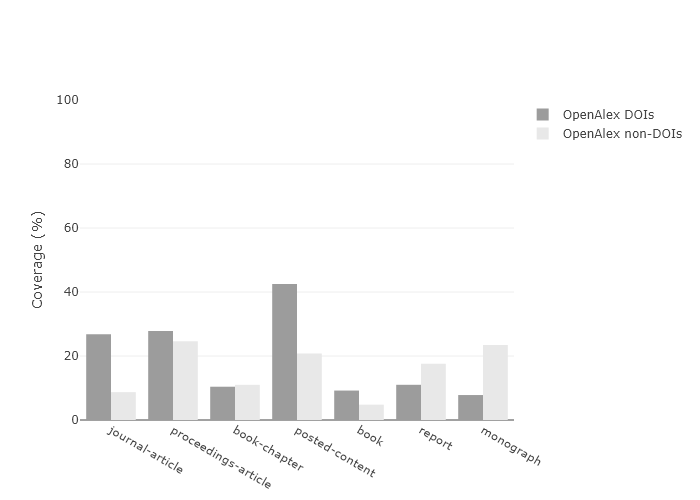 100
80
60
40
20
0
Coverage (%)
journal-article
proceedings-article
book-chapter
posted-content
book
report
monograph
OpenAlex DOIs
OpenAlex non-DOIs